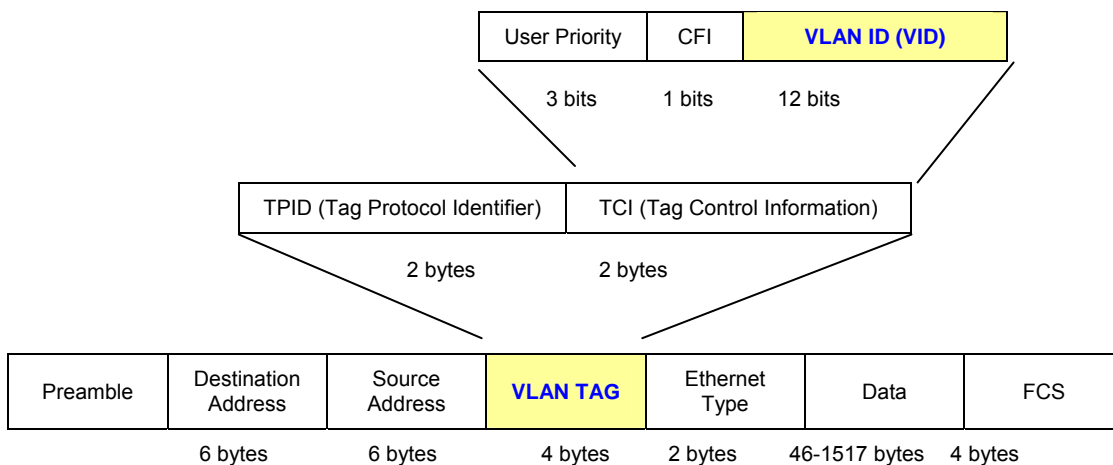 User Priority CFI VLAN ID (VID)
3 bits 1 bits 12 bits
TPID (Tag Protocol Identifier) TCI (Tag Control Information)
2 bytes 2 bytes
Preamble Destination Address Source Address VLAN TAG Ethernet Type Data FCS
6 bytes 6 bytes 4 bytes 2 bytes 46-1517 bytes 4 bytes